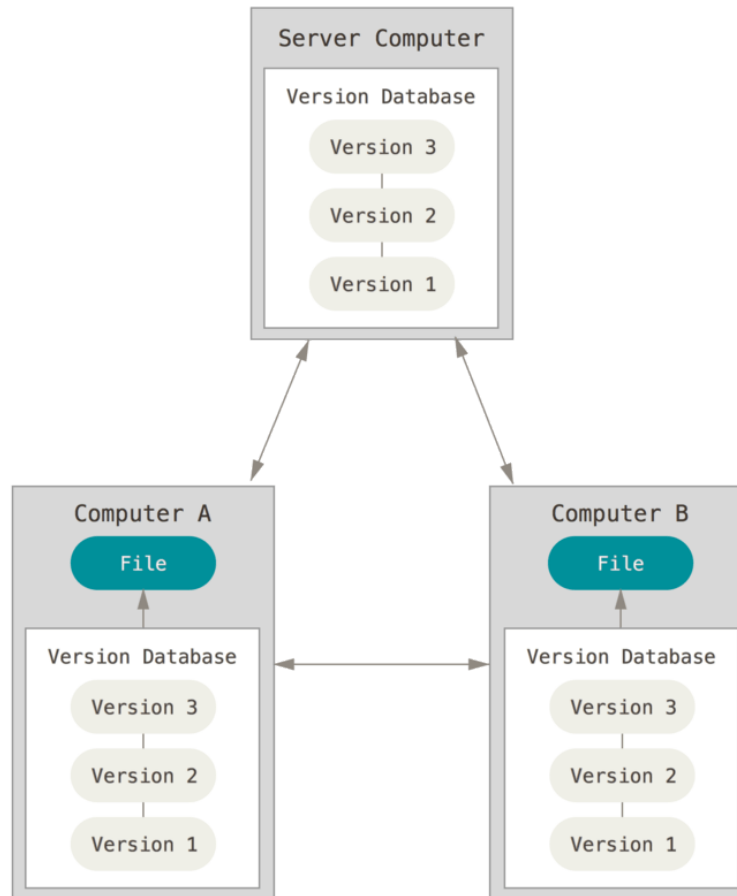 Server Computer
Version Database
Version 3
Version 2
Version 1
Computer A
File
Version Database
Version 3
Version 2
Version 1
Computer B
File
Version Database
Version 3
Version 2
Version 1